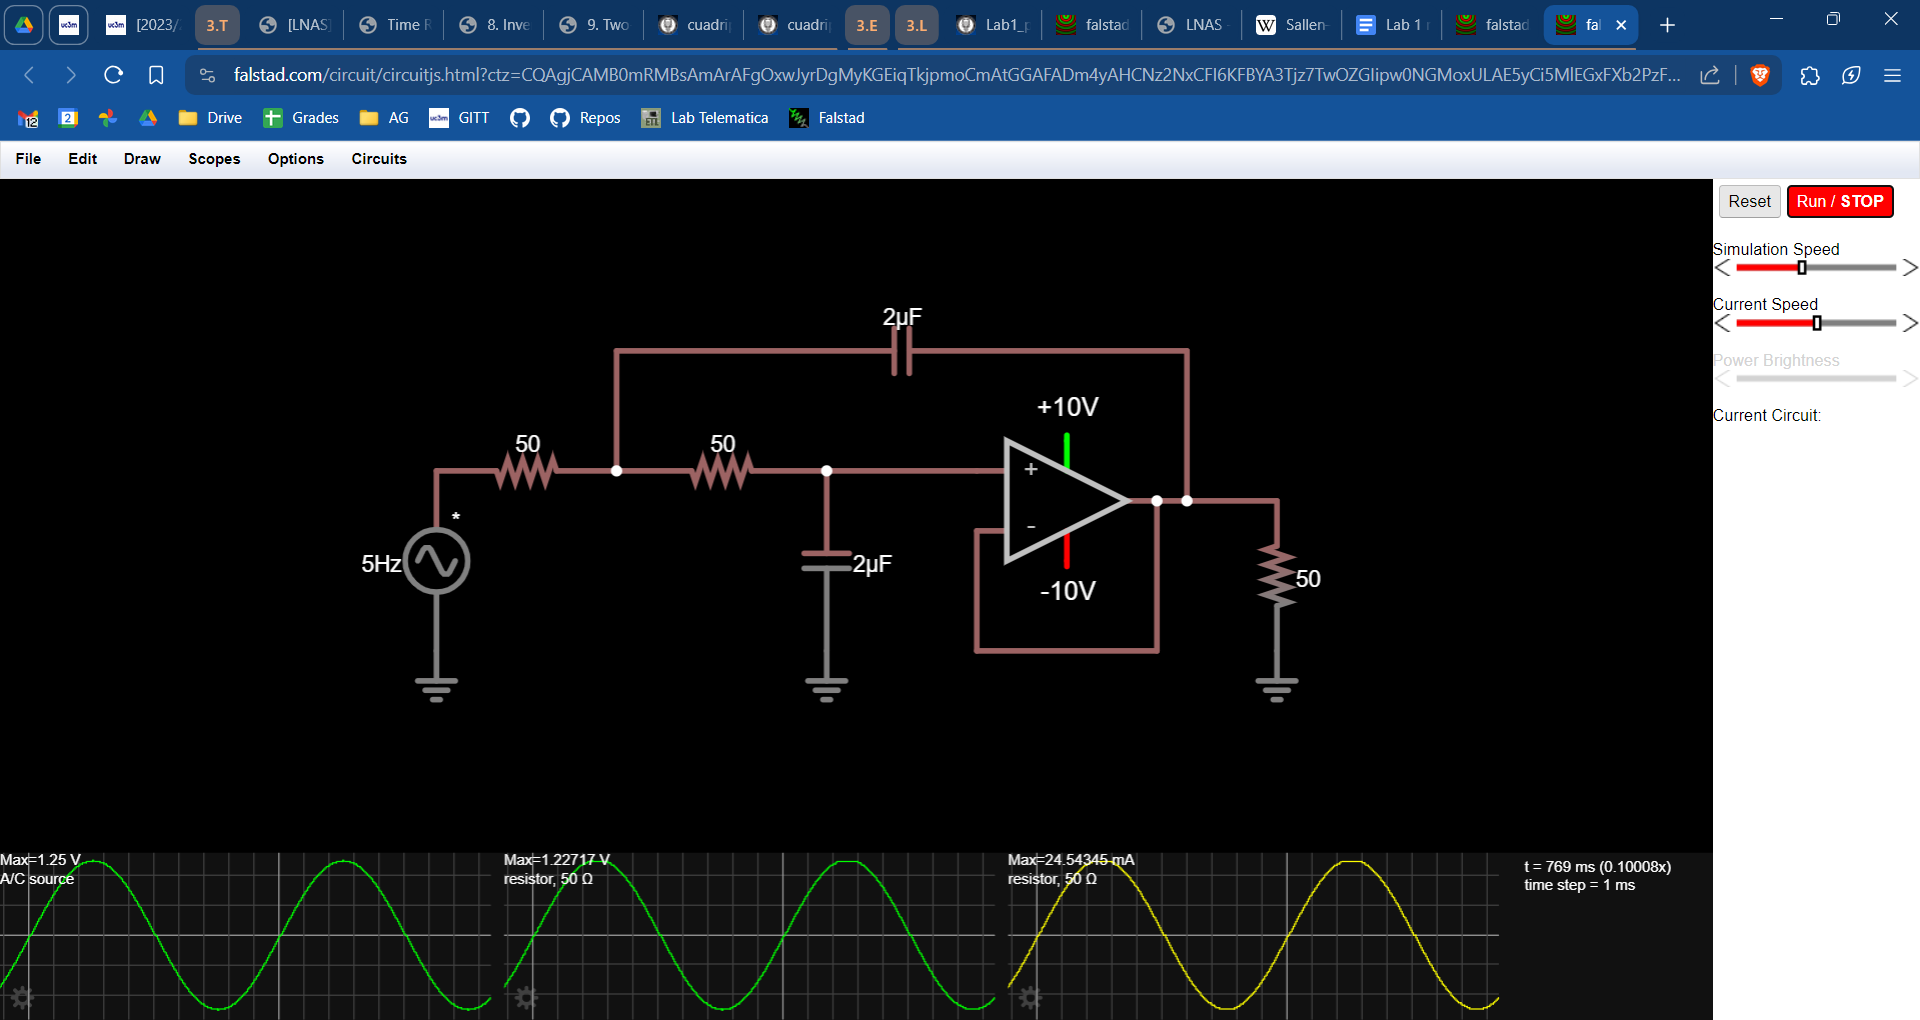 [2023/
3.T
[LNAS]
Time R
8. Inve
9. Two
cuadri
cuadri
3.E
3.L
Lab1_p
falstad
LNAS
Sallen-
Lab 1
falstad
fal
falstad.com/circuit/circuitjs.html?ctz=CQAgjCAMB0mRMBsAmArAFgOxwJyrDgMyKGEiqTkjpmoCmAtGGAFADm4yAHCNz2NxCFI6KFBYA3Tjz7TwOZGIipw0NGMoxULAE5yCi5MlEGxFXb2PzF...
12
2
Drive
Grades
AG
uc3m
GITT
Repos
Lab Telematica
Falstad
File
Edit
Draw
Scopes
Options
Circuits
Reset
Run / STOP
Simulation Speed
Current Speed
Power Brightness
Current Circuit:
2μF
+10V
50
50
+
*
-
5Hz
2μF
-10V
50
Max=1.25 V
A/C source
Max=1.22717 V
resistor, 50 Ω
Max=24.54345 mA
resistor, 50 Ω
t = 769 ms (0.10008x)
time step = 1 ms